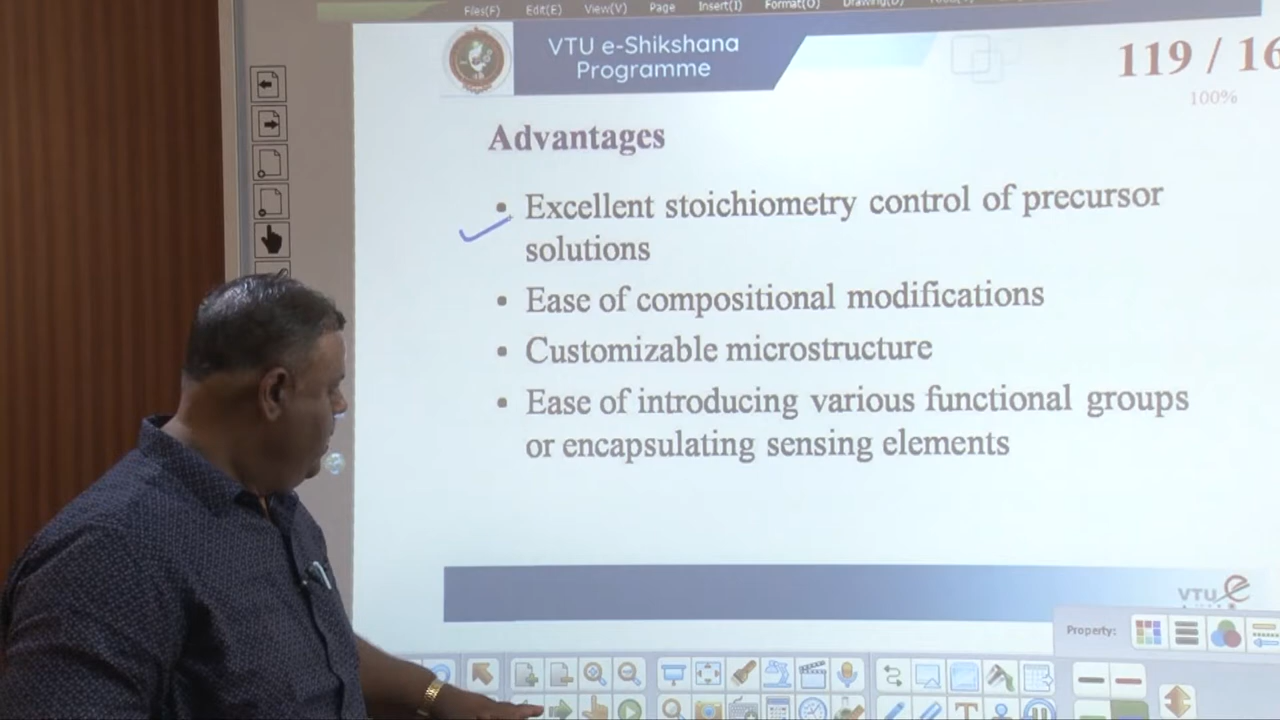 Files(F) Edit(E) View(V) Page Insert(I) Format(O)
VTU e-Shikshana
Programme
119 / 16
100%
Advantages
• Excellent stoichiometry control of precursor
solutions
• Ease of compositional modifications
• Customizable microstructure
• Ease of introducing various functional groups
or encapsulating sensing elements
VTU e
Property: